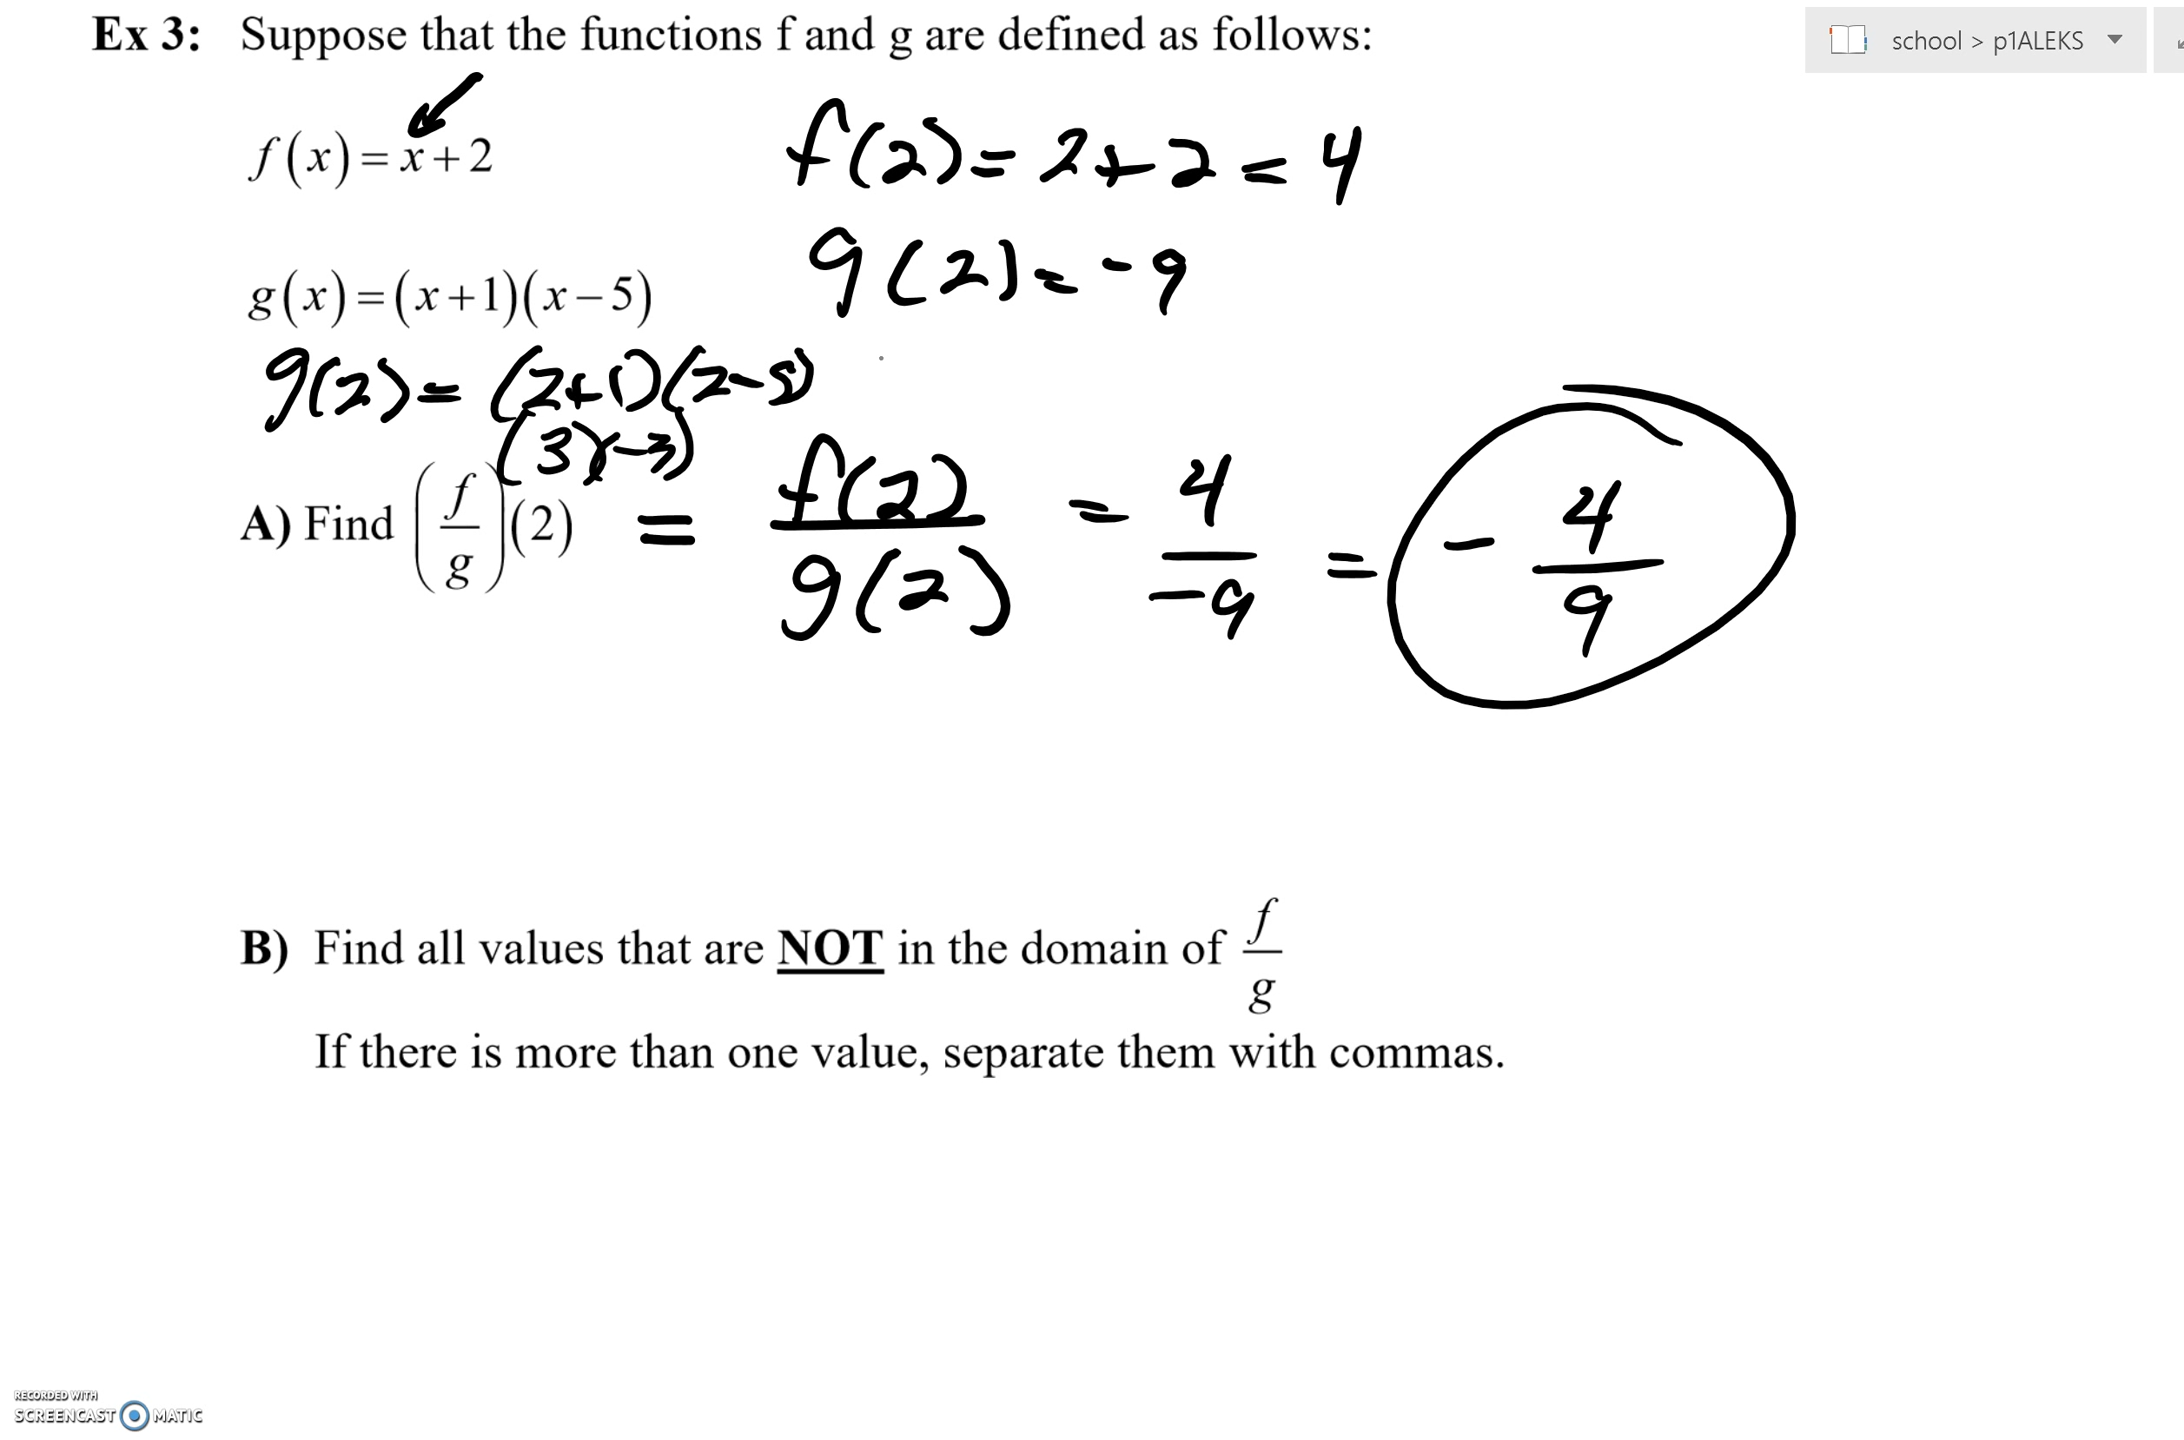 Ex 3: Suppose that the functions f and g are defined as follows:
school > p1ALEKS
f(x) = x + 2
f(2) = 2 + 2 = 4
g(x) = (x + 1)(x − 5)
g(2) = -9
g(2) = (2+1)(2-5)
(3)(-3)
A) Find (f/g)(2) = f(2)/g(2) = 4/-9 = - 4/9
B) Find all values that are NOT in the domain of f/g
If there is more than one value, separate them with commas.
RECORDED WITH
SCREENCAST MATIC